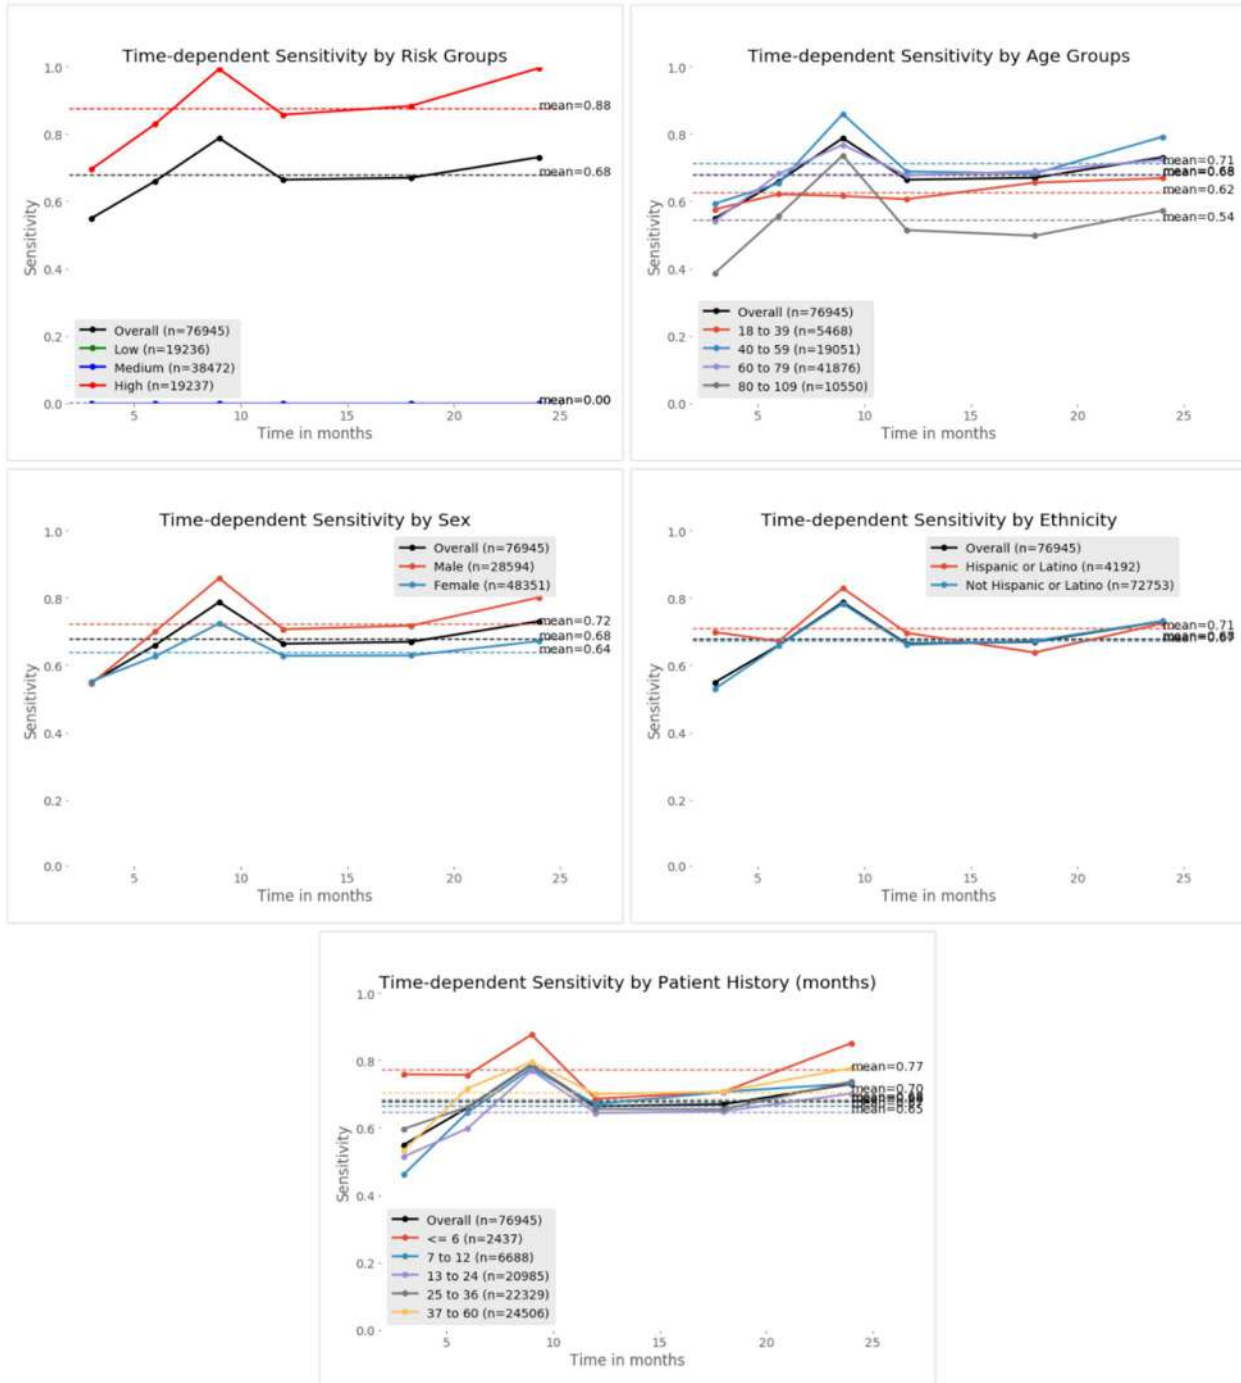 Time-dependent Sensitivity by Risk Groups
1.0
0.8
0.6
0.4
0.2
0.0
Sensitivity
mean=0.88
mean=0.68
mean=0.00
Overall (n=76945)
Low (n=19236)
Medium (n=38472)
High (n=19237)
5 10 15 20 25
Time in months
Time-dependent Sensitivity by Age Groups
1.0
0.8
0.6
0.4
0.2
0.0
Sensitivity
mean=0.71
mean=0.68
mean=0.62
mean=0.54
Overall (n=76945)
18 to 39 (n=5468)
40 to 59 (n=19051)
60 to 79 (n=41876)
80 to 109 (n=10550)
5 10 15 20 25
Time in months
Time-dependent Sensitivity by Sex
1.0
0.8
0.6
0.4
0.2
0.0
Sensitivity
Overall (n=76945)
Male (n=28594)
Female (n=48351)
mean=0.72
mean=0.68
mean=0.64
5 10 15 20 25
Time in months
Time-dependent Sensitivity by Ethnicity
1.0
0.8
0.6
0.4
0.2
0.0
Sensitivity
Overall (n=76945)
Hispanic or Latino (n=4192)
Not Hispanic or Latino (n=72753)
mean=0.71
5 10 15 20 25
Time in months
Time-dependent Sensitivity by Patient History (months)
1.0
0.8
0.6
0.4
0.2
0.0
Sensitivity
mean=0.77
mean=0.70
mean=0.65
Overall (n=76945)
<= 6 (n=2437)
7 to 12 (n=6688)
13 to 24 (n=20985)
25 to 36 (n=22329)
37 to 60 (n=24506)
5 10 15 20 25
Time in months